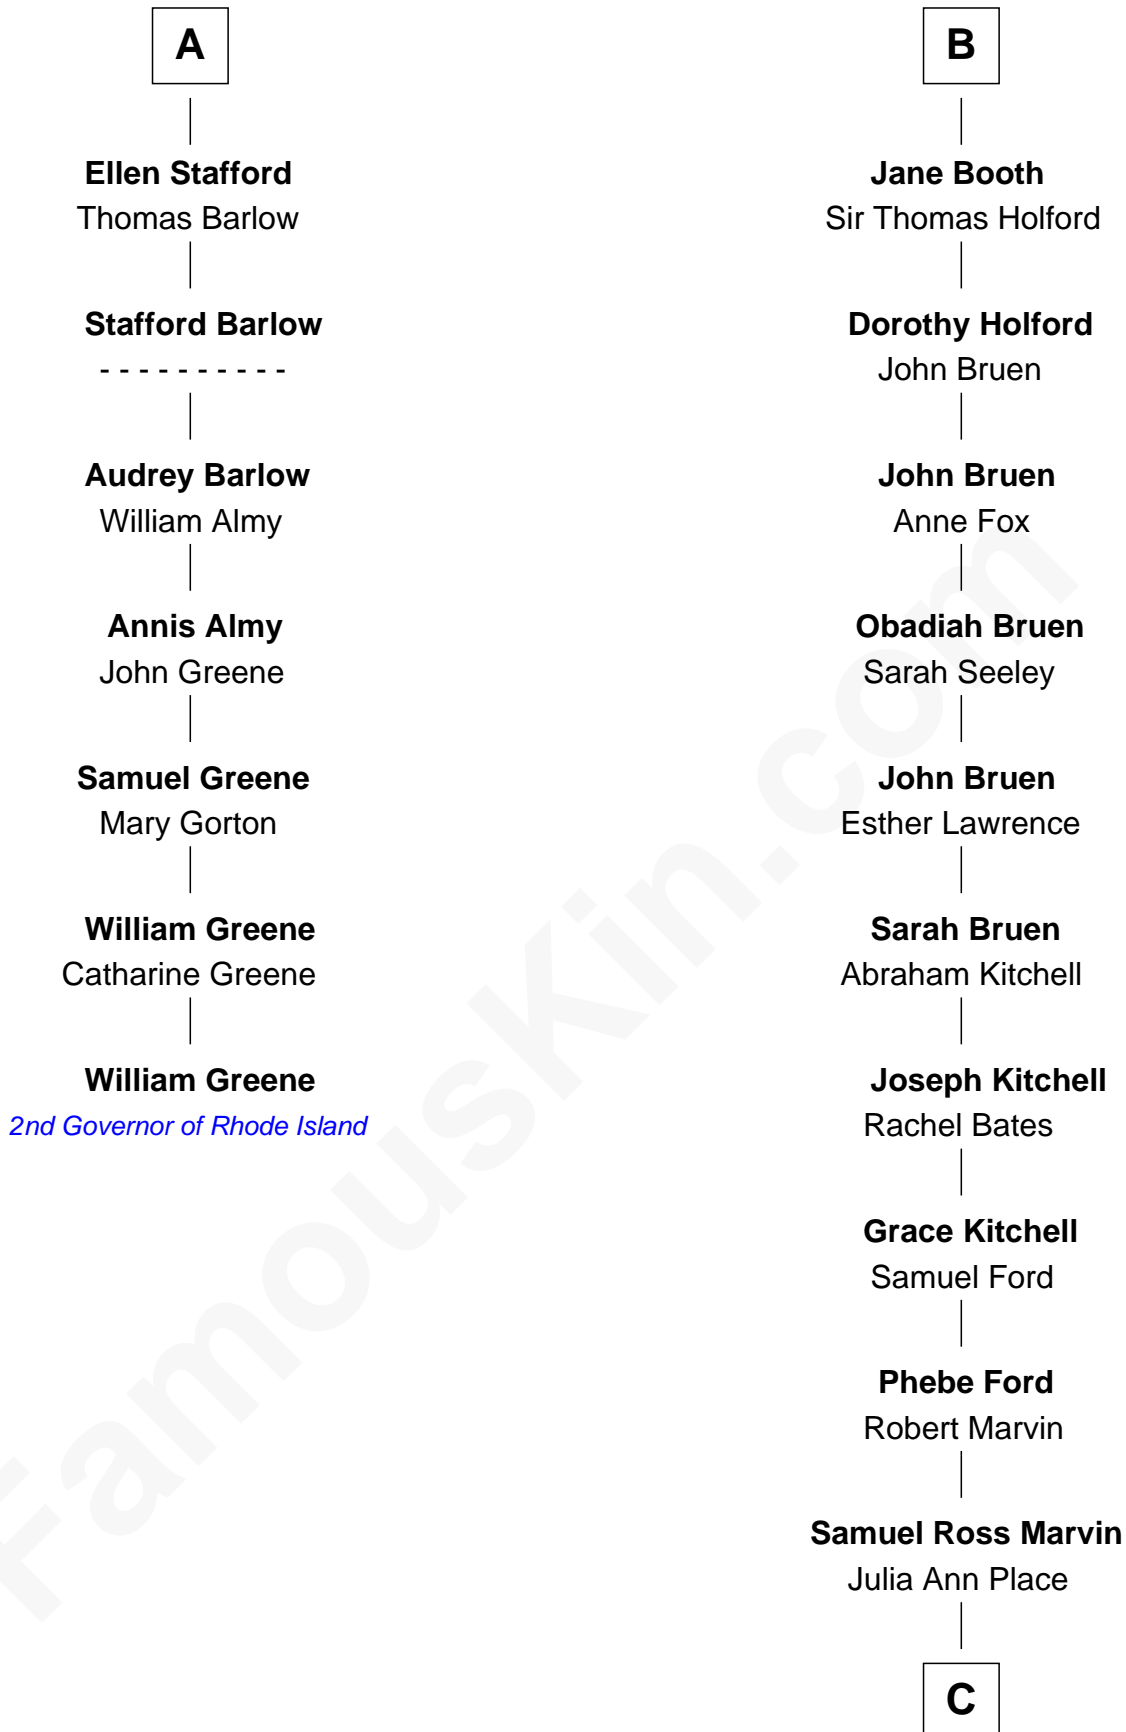 A
Ellen Stafford
Thomas Barlow
Stafford Barlow
- - - - - - - - - -
Audrey Barlow
William Almy
Annis Almy
John Greene
Samuel Greene
Mary Gorton
William Greene
Catharine Greene
William Greene
2nd Governor of Rhode Island
B
Jane Booth
Sir Thomas Holford
Dorothy Holford
John Bruen
John Bruen
Anne Fox
Obadiah Bruen
Sarah Seeley
John Bruen
Esther Lawrence
Sarah Bruen
Abraham Kitchell
Joseph Kitchell
Rachel Bates
Grace Kitchell
Samuel Ford
Phebe Ford
Robert Marvin
Samuel Ross Marvin
Julia Ann Place
C
FamousKin.com